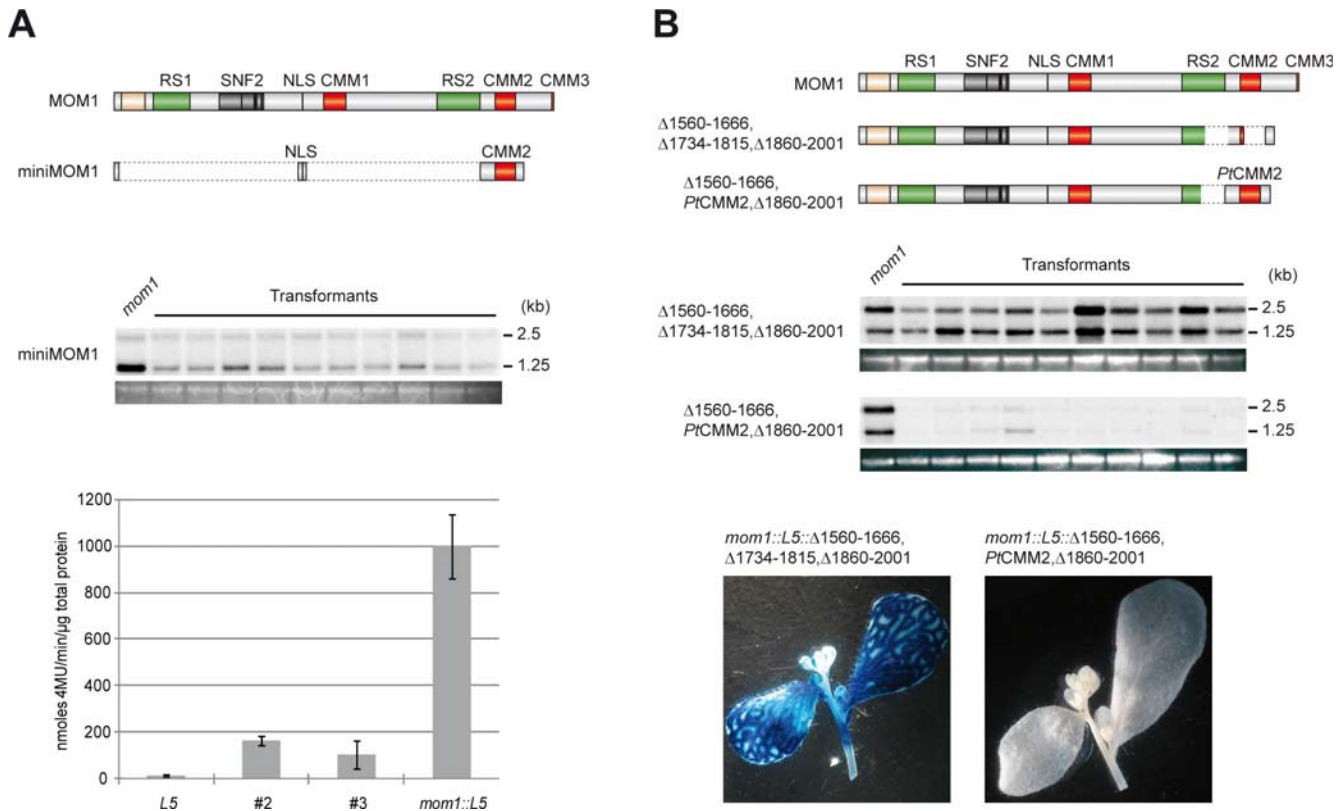 A
RS1 SNF2 NLS CMM1 RS2 CMM2 CMM3
MOM1
NLS CMM2
miniMOM1
mom1
Transformants
(kb)
2.5
miniMOM1
1.25
1200
1000
800
600
400
200
0
nmoles 4MU/min/µg total protein
L5 #2 #3 mom1::L5
B
RS1 SNF2 NLS CMM1 RS2 CMM2 CMM3
MOM1
Δ1560-1666,
Δ1734-1815,Δ1860-2001
PtCMM2
Δ1560-1666,
PtCMM2,Δ1860-2001
mom1
Transformants
(kb)
Δ1560-1666,
Δ1734-1815,Δ1860-2001
2.5
1.25
Δ1560-1666,
PtCMM2,Δ1860-2001
2.5
1.25
mom1::L5::Δ1560-1666,
Δ1734-1815,Δ1860-2001
mom1::L5::Δ1560-1666,
PtCMM2,Δ1860-2001